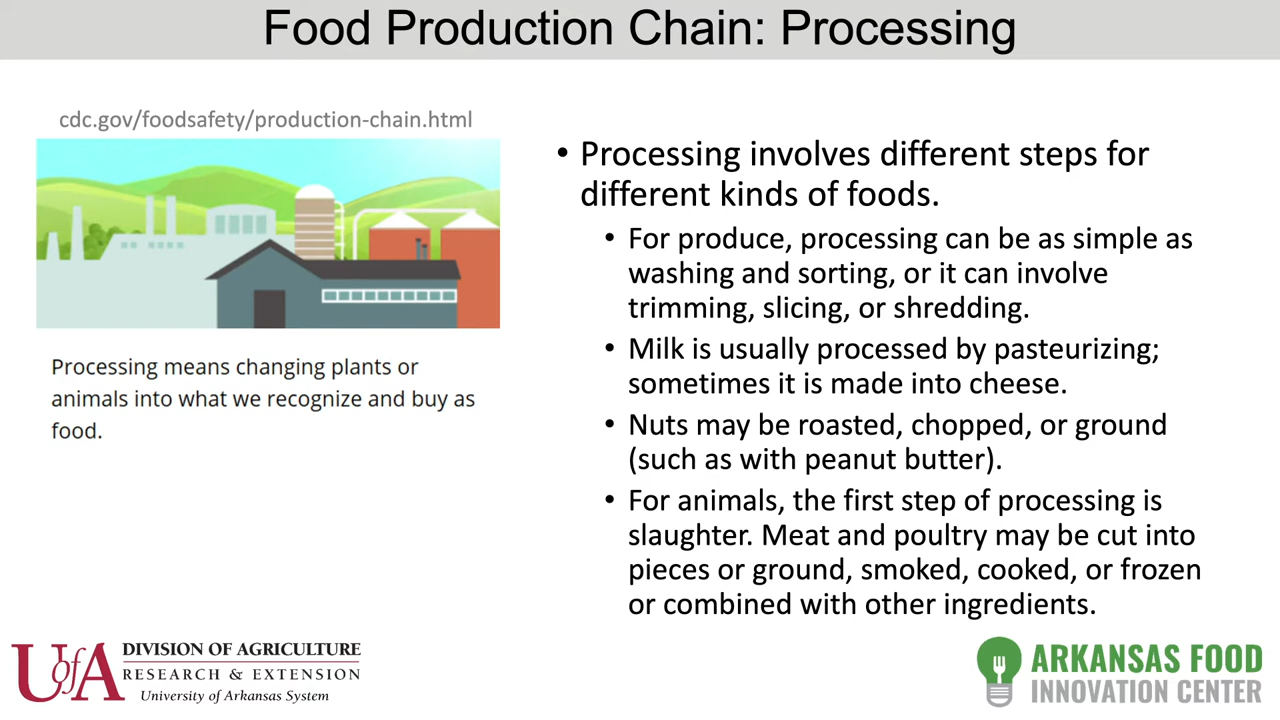 Food Production Chain: Processing
cdc.gov/foodsafety/production-chain.html
Processing means changing plants or
animals into what we recognize and buy as
food.
• Processing involves different steps for
different kinds of foods.
• For produce, processing can be as simple as
washing and sorting, or it can involve
trimming, slicing, or shredding.
• Milk is usually processed by pasteurizing;
sometimes it is made into cheese.
• Nuts may be roasted, chopped, or ground
(such as with peanut butter).
• For animals, the first step of processing is
slaughter. Meat and poultry may be cut into
pieces or ground, smoked, cooked, or frozen
or combined with other ingredients.
UofA
DIVISION OF AGRICULTURE
RESEARCH & EXTENSION
University of Arkansas System
ARKANSAS FOOD
INNOVATION CENTER